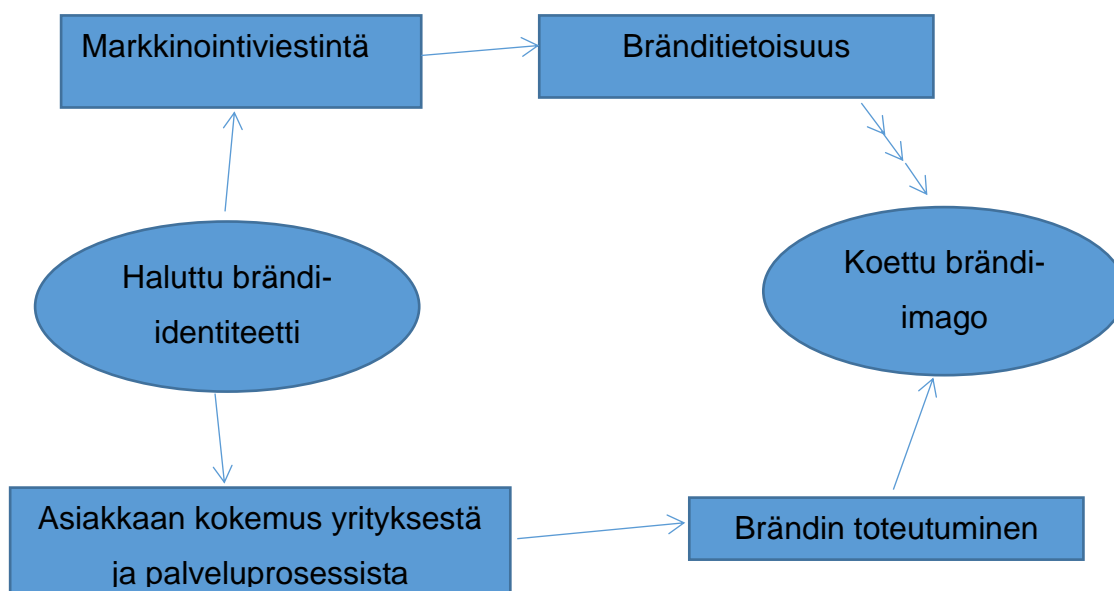 Markkinointiviestintä
Bränditietoisuus
Haluttu brändi-
identiteetti
Koettu brändi-
imago
Asiakkaan kokemus yrityksestä
ja palveluprosessista
Brändin toteutuminen